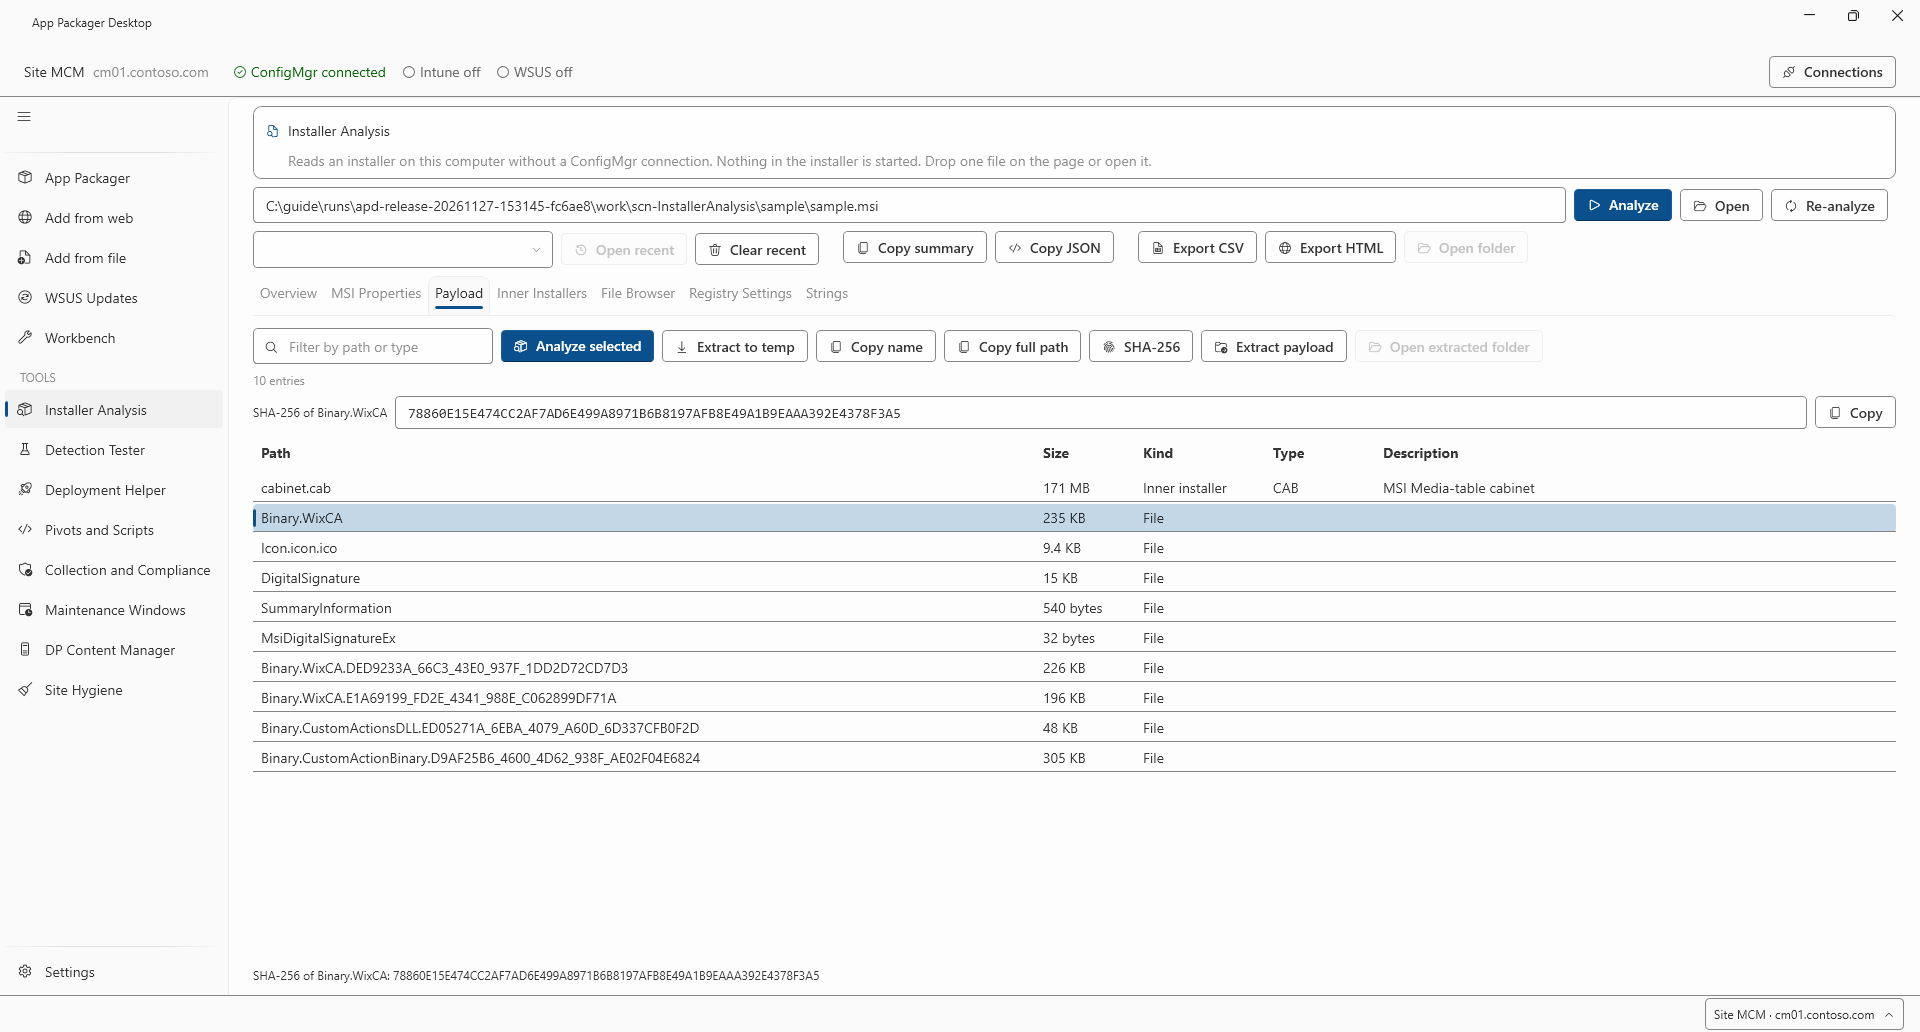 App Packager Desktop
Site MCM cm01.contoso.com ConfigMgr connected Intune off WSUS off Connections
Installer Analysis
Reads an installer on this computer without a ConfigMgr connection. Nothing in the installer is started. Drop one file on the page or open it.
App Packager
Add from web
Add from file
WSUS Updates
Workbench
TOOLS
Installer Analysis
Detection Tester
Deployment Helper
Pivots and Scripts
Collection and Compliance
Maintenance Windows
DP Content Manager
Site Hygiene
Settings
C:\guide\runs\apd-release-20261127-153145-fc6ae8\work\scn-InstallerAnalysis\sample\sample.msi Analyze Open Re-analyze
Open recent Clear recent Copy summary Copy JSON Export CSV Export HTML Open folder
Overview MSI Properties Payload Inner Installers File Browser Registry Settings Strings
Filter by path or type Analyze selected Extract to temp Copy name Copy full path SHA-256 Extract payload Open extracted folder
10 entries
SHA-256 of Binary.WixCA 78860E15E474CC2AF7AD6E499A8971B6B8197AFB8E49A1B9EAAA392E4378F3A5 Copy
Path Size Kind Type Description
cabinet.cab 171 MB Inner installer CAB MSI Media-table cabinet
Binary.WixCA 235 KB File
Icon.icon.ico 9.4 KB File
DigitalSignature 15 KB File
SummaryInformation 540 bytes File
MsiDigitalSignatureEx 32 bytes File
Binary.WixCA.DED9233A_66C3_43E0_937F_1DD2D72CD7D3 226 KB File
Binary.WixCA.E1A69199_FD2E_4341_988E_C062899DF71A 196 KB File
Binary.CustomActionsDLL.ED05271A_6EBA_4079_A60D_6D337CFB0F2D 48 KB File
Binary.CustomActionBinary.D9AF25B6_4600_4D62_938F_AE02F04E6824 305 KB File
SHA-256 of Binary.WixCA: 78860E15E474CC2AF7AD6E499A8971B6B8197AFB8E49A1B9EAAA392E4378F3A5
Site MCM · cm01.contoso.com